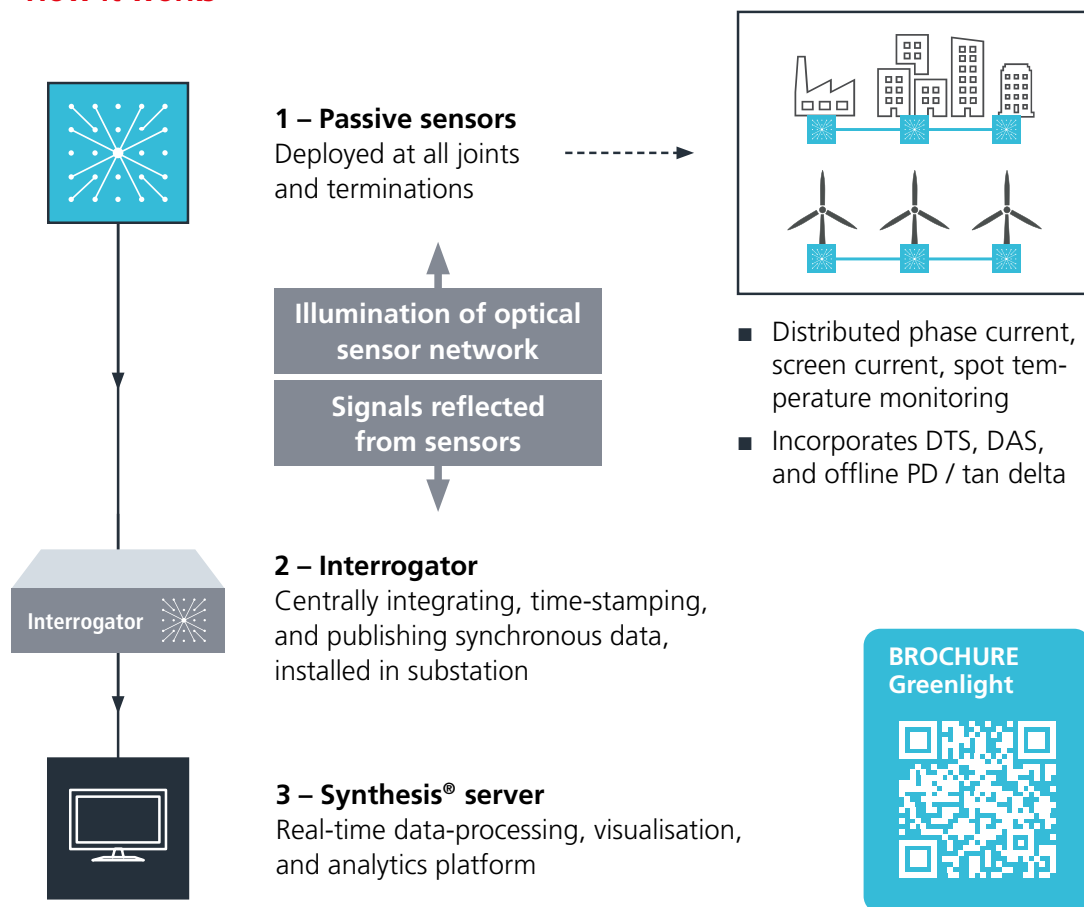 How it works
1 – Passive sensors
Deployed at all joints
and terminations
Illumination of optical
sensor network
Signals reflected
from sensors
■ Distributed phase current,
screen current, spot tem-
perature monitoring
■ Incorporates DTS, DAS,
and offline PD / tan delta
2 – Interrogator
Centrally integrating, time-stamping,
and publishing synchronous data,
installed in substation
Interrogator
BROCHURE
Greenlight
3 – Synthesis® server
Real-time data-processing, visualisation,
and analytics platform